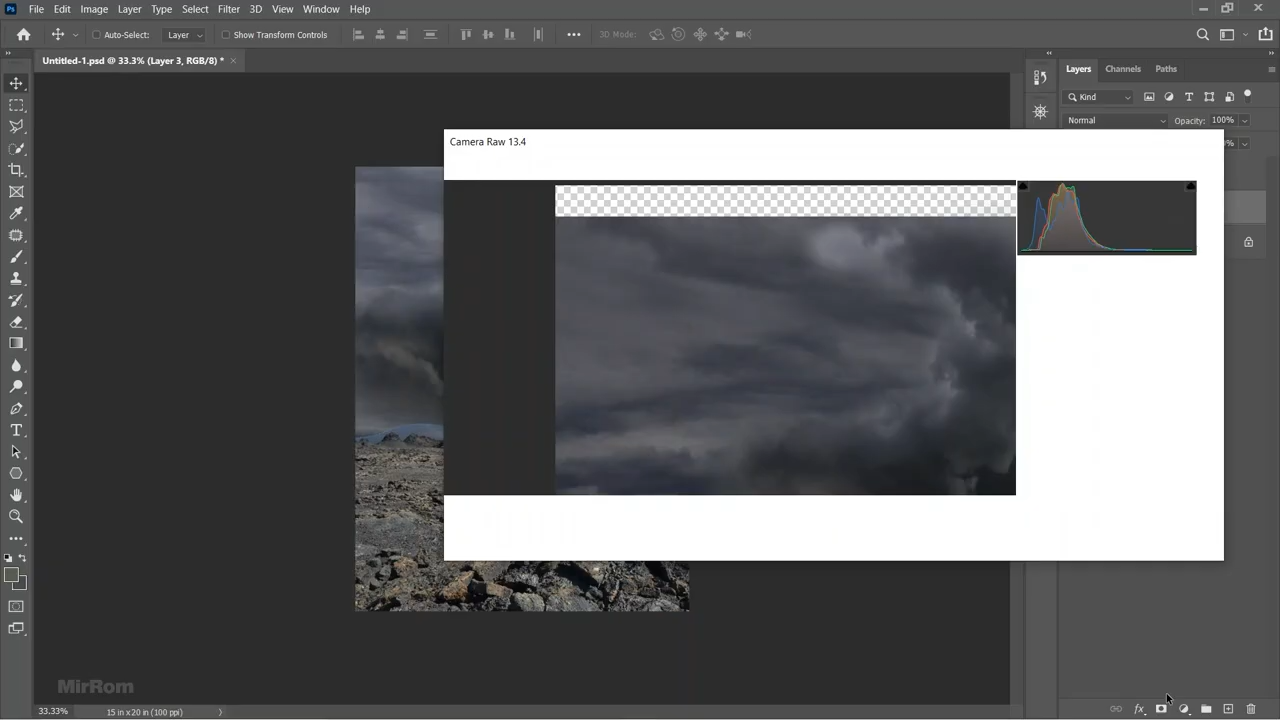 Ps File Edit Image Layer Type Select Filter 3D View Window Help
Auto-Select: Layer Show Transform Controls 3D Mode:
Untitled-1.psd @ 33.3% (Layer 3, RGB/8) *
Layers Channels Paths
Kind
Normal Opacity: 100%
Camera Raw 13.4
MirRom
33.33% 15 in x 20 in (100 ppi)
fx